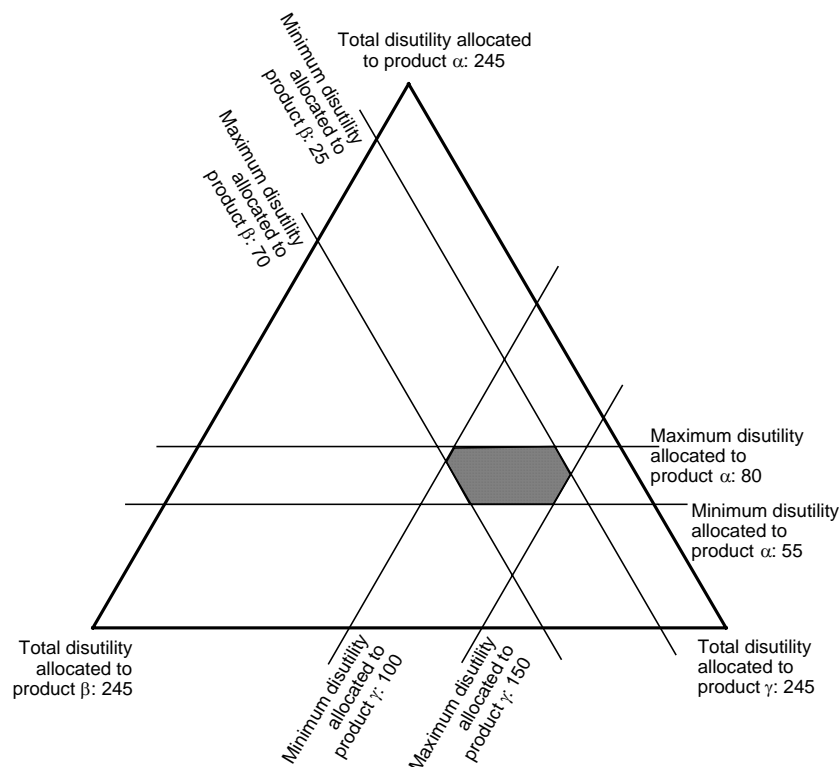 Total disutility allocated
to product α: 245
Minimum disutility
allocated to
product β: 25
Maximum disutility
allocated to
product β: 70
Maximum disutility
allocated to
product α: 80
Minimum disutility
allocated to
product α: 55
Total disutility
allocated to
product β: 245
Minimum disutility
allocated to
product γ: 100
Maximum disutility
allocated to
product γ: 150
Total disutility
allocated to
product γ: 245